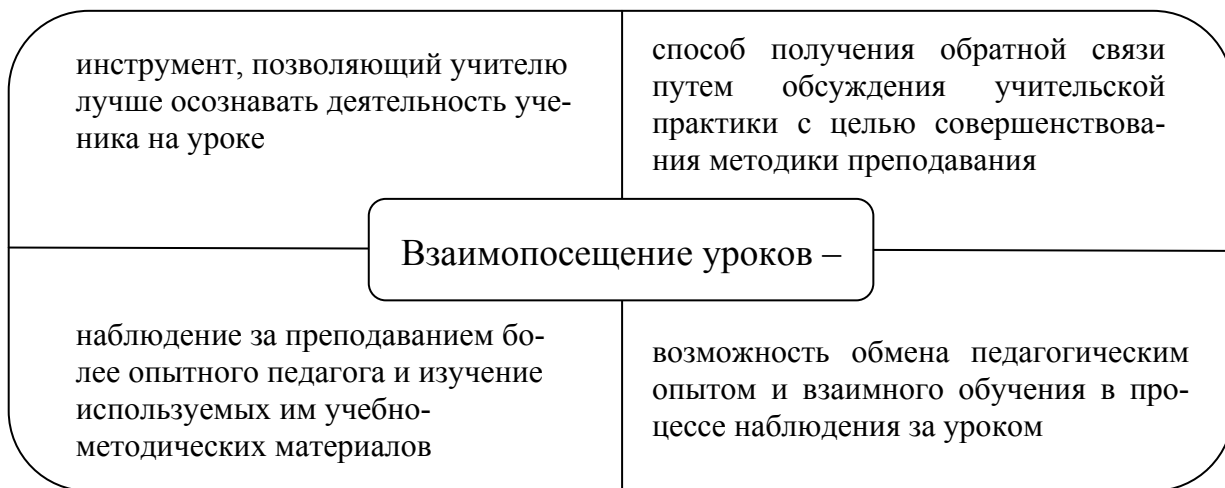 инструмент, позволяющий учителю
лучше осознавать деятельность уче-
ника на уроке
способ получения обратной связи
путем обсуждения учительской
практики с целью совершенствова-
ния методики преподавания
Взаимопосещение уроков –
наблюдение за преподаванием бо-
лее опытного педагога и изучение
используемых им учебно-
методических материалов
возможность обмена педагогическим
опытом и взаимного обучения в про-
цессе наблюдения за уроком